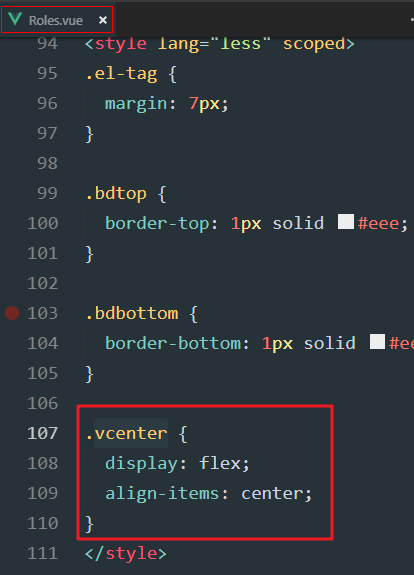 Roles.vue ×
94 <style lang="less" scoped>
95 .el-tag {
96 margin: 7px;
97 }
98
99 .bdtop {
100 border-top: 1px solid #eee;
101 }
102
103 .bdbottom {
104 border-bottom: 1px solid #ee
105 }
106
107 .vcenter {
108 display: flex;
109 align-items: center;
110 }
111 </style>